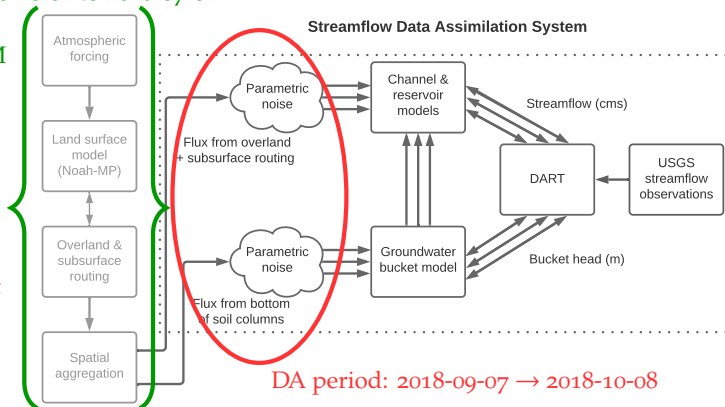 Streamflow Data Assimilation System
Atmospheric
forcing
Land surface
model
(Noah-MP)
Overland &
subsurface
routing
Spatial
aggregation
Parametric
noise
Flux from overland
+ subsurface routing
Parametric
noise
Flux from bottom
of soil columns
Channel &
reservoir
models
Groundwater
bucket model
Streamflow (cms)
DART
USGS
streamflow
observations
Bucket head (m)
DA period: 2018-09-07 → 2018-10-08